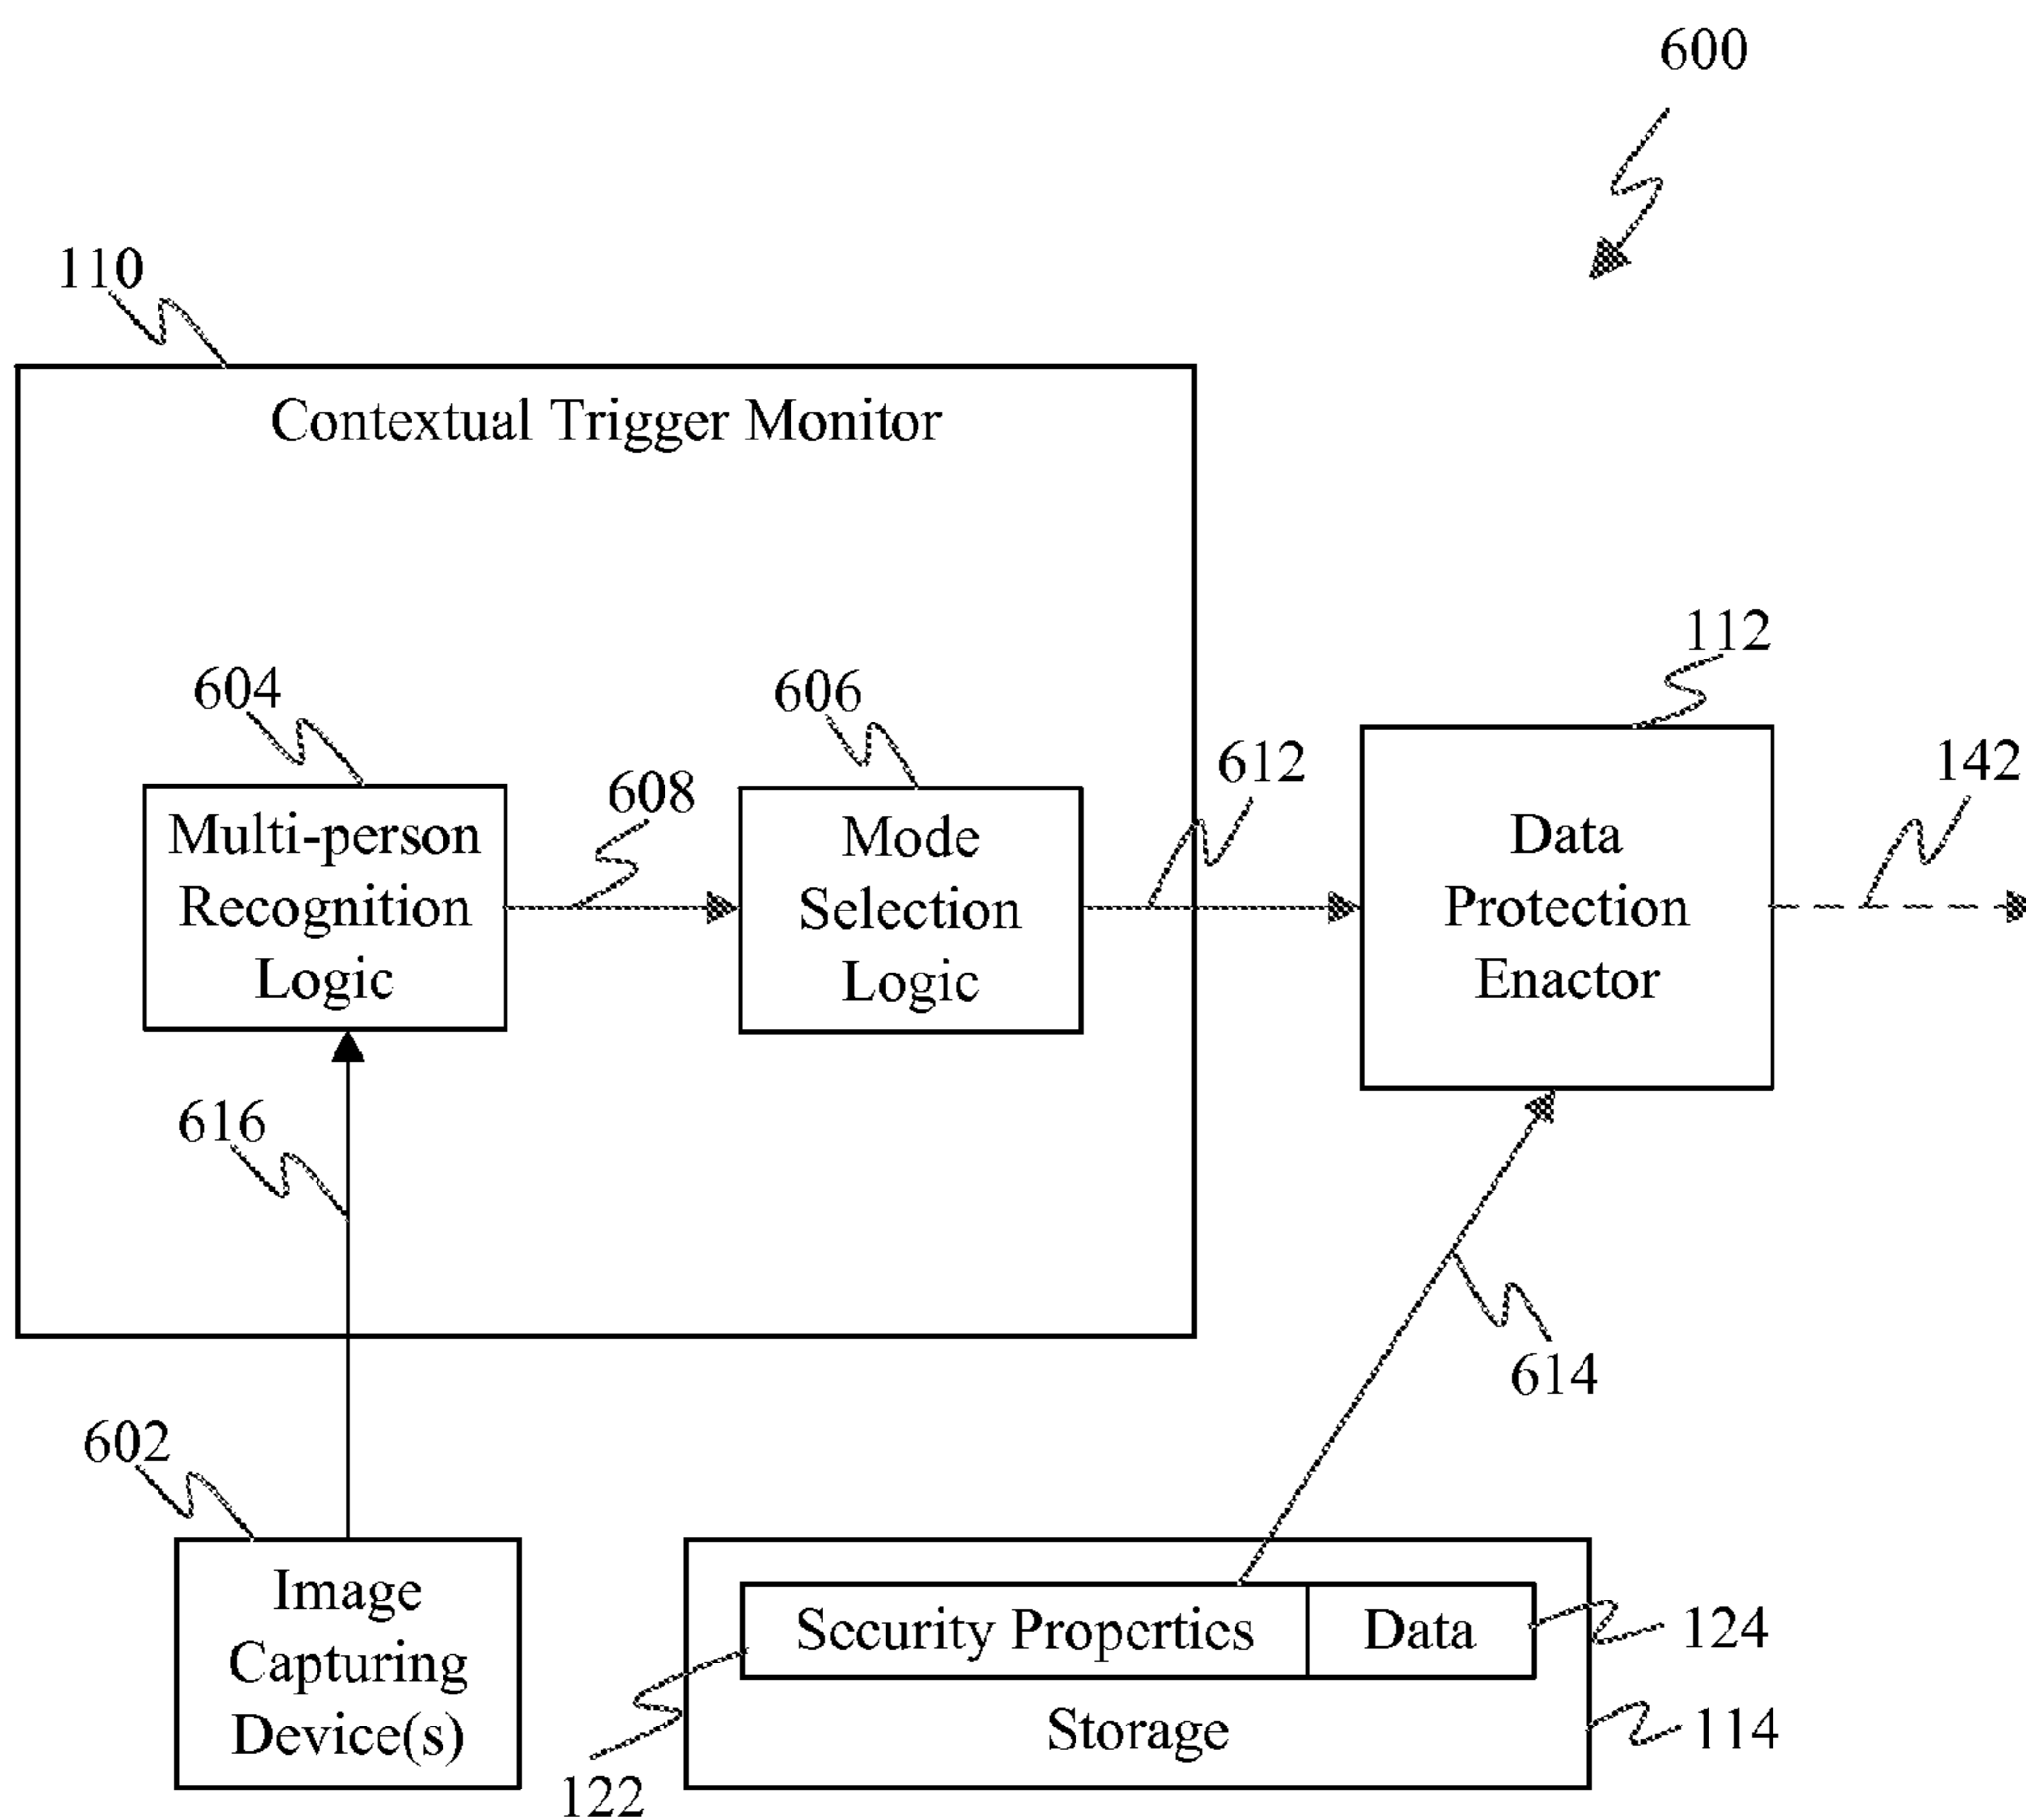 600
110
Contextual Trigger Monitor
112
604
606
612
142
608
Multi-person
Recognition
Logic
Mode
Selection
Logic
Data
Protection
Enactor
616
614
602
Image
Capturing
Device(s)
Security Properties
Data
124
Storage
114
122